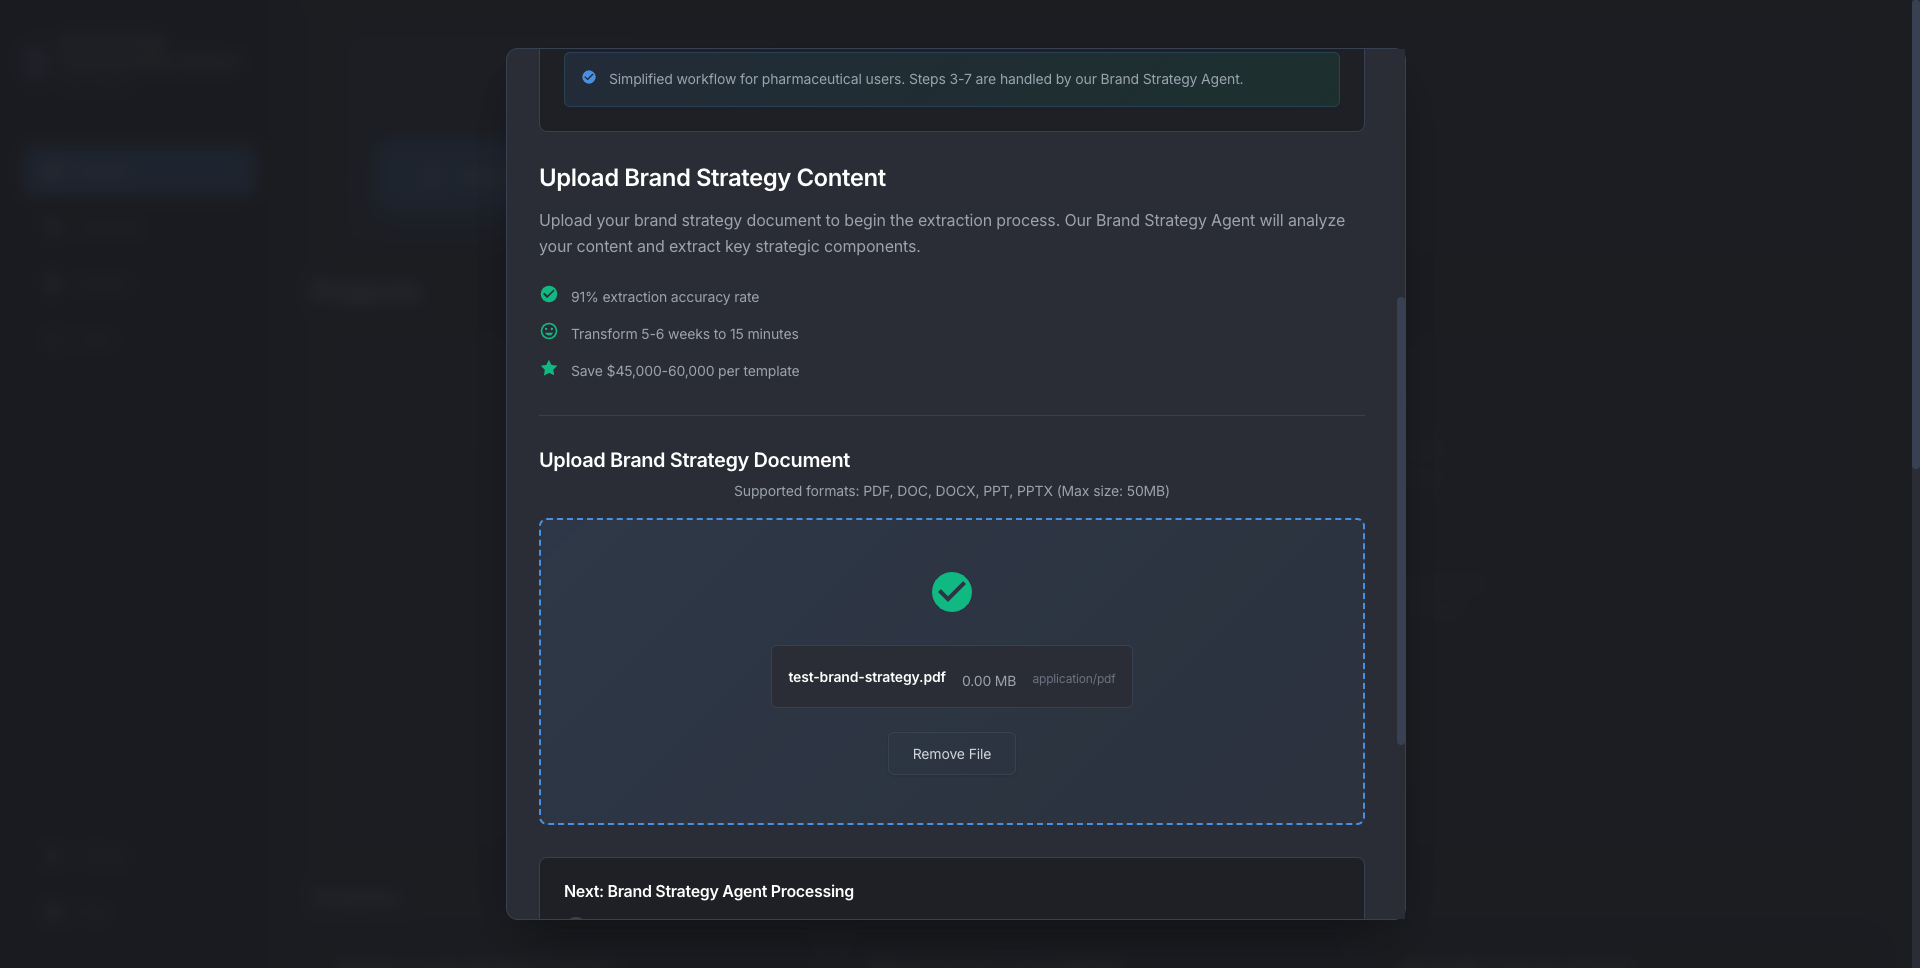 Simplified workflow for pharmaceutical users. Steps 3-7 are handled by our Brand Strategy Agent.
Upload Brand Strategy Content
Upload your brand strategy document to begin the extraction process. Our Brand Strategy Agent will analyze
your content and extract key strategic components.
91% extraction accuracy rate
Transform 5-6 weeks to 15 minutes
Save $45,000-60,000 per template
Upload Brand Strategy Document
Supported formats: PDF, DOC, DOCX, PPT, PPTX (Max size: 50MB)
test-brand-strategy.pdf 0.00 MB application/pdf
Remove File
Next: Brand Strategy Agent Processing